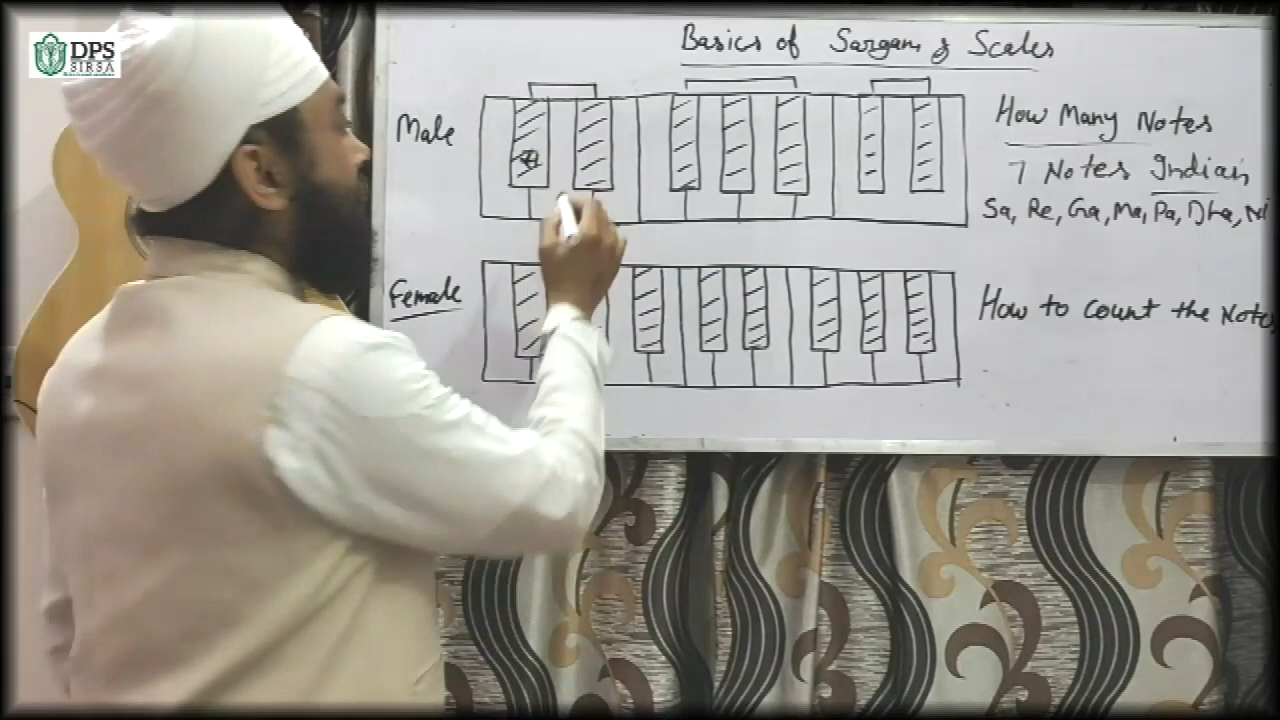 DPS
SIRSA
Basics of Sargam & Scales
Male
How Many Notes
7 Notes Indian
Sa, Re, Ga, Ma, Pa, Dha, Ni
Female
How to count the Notes